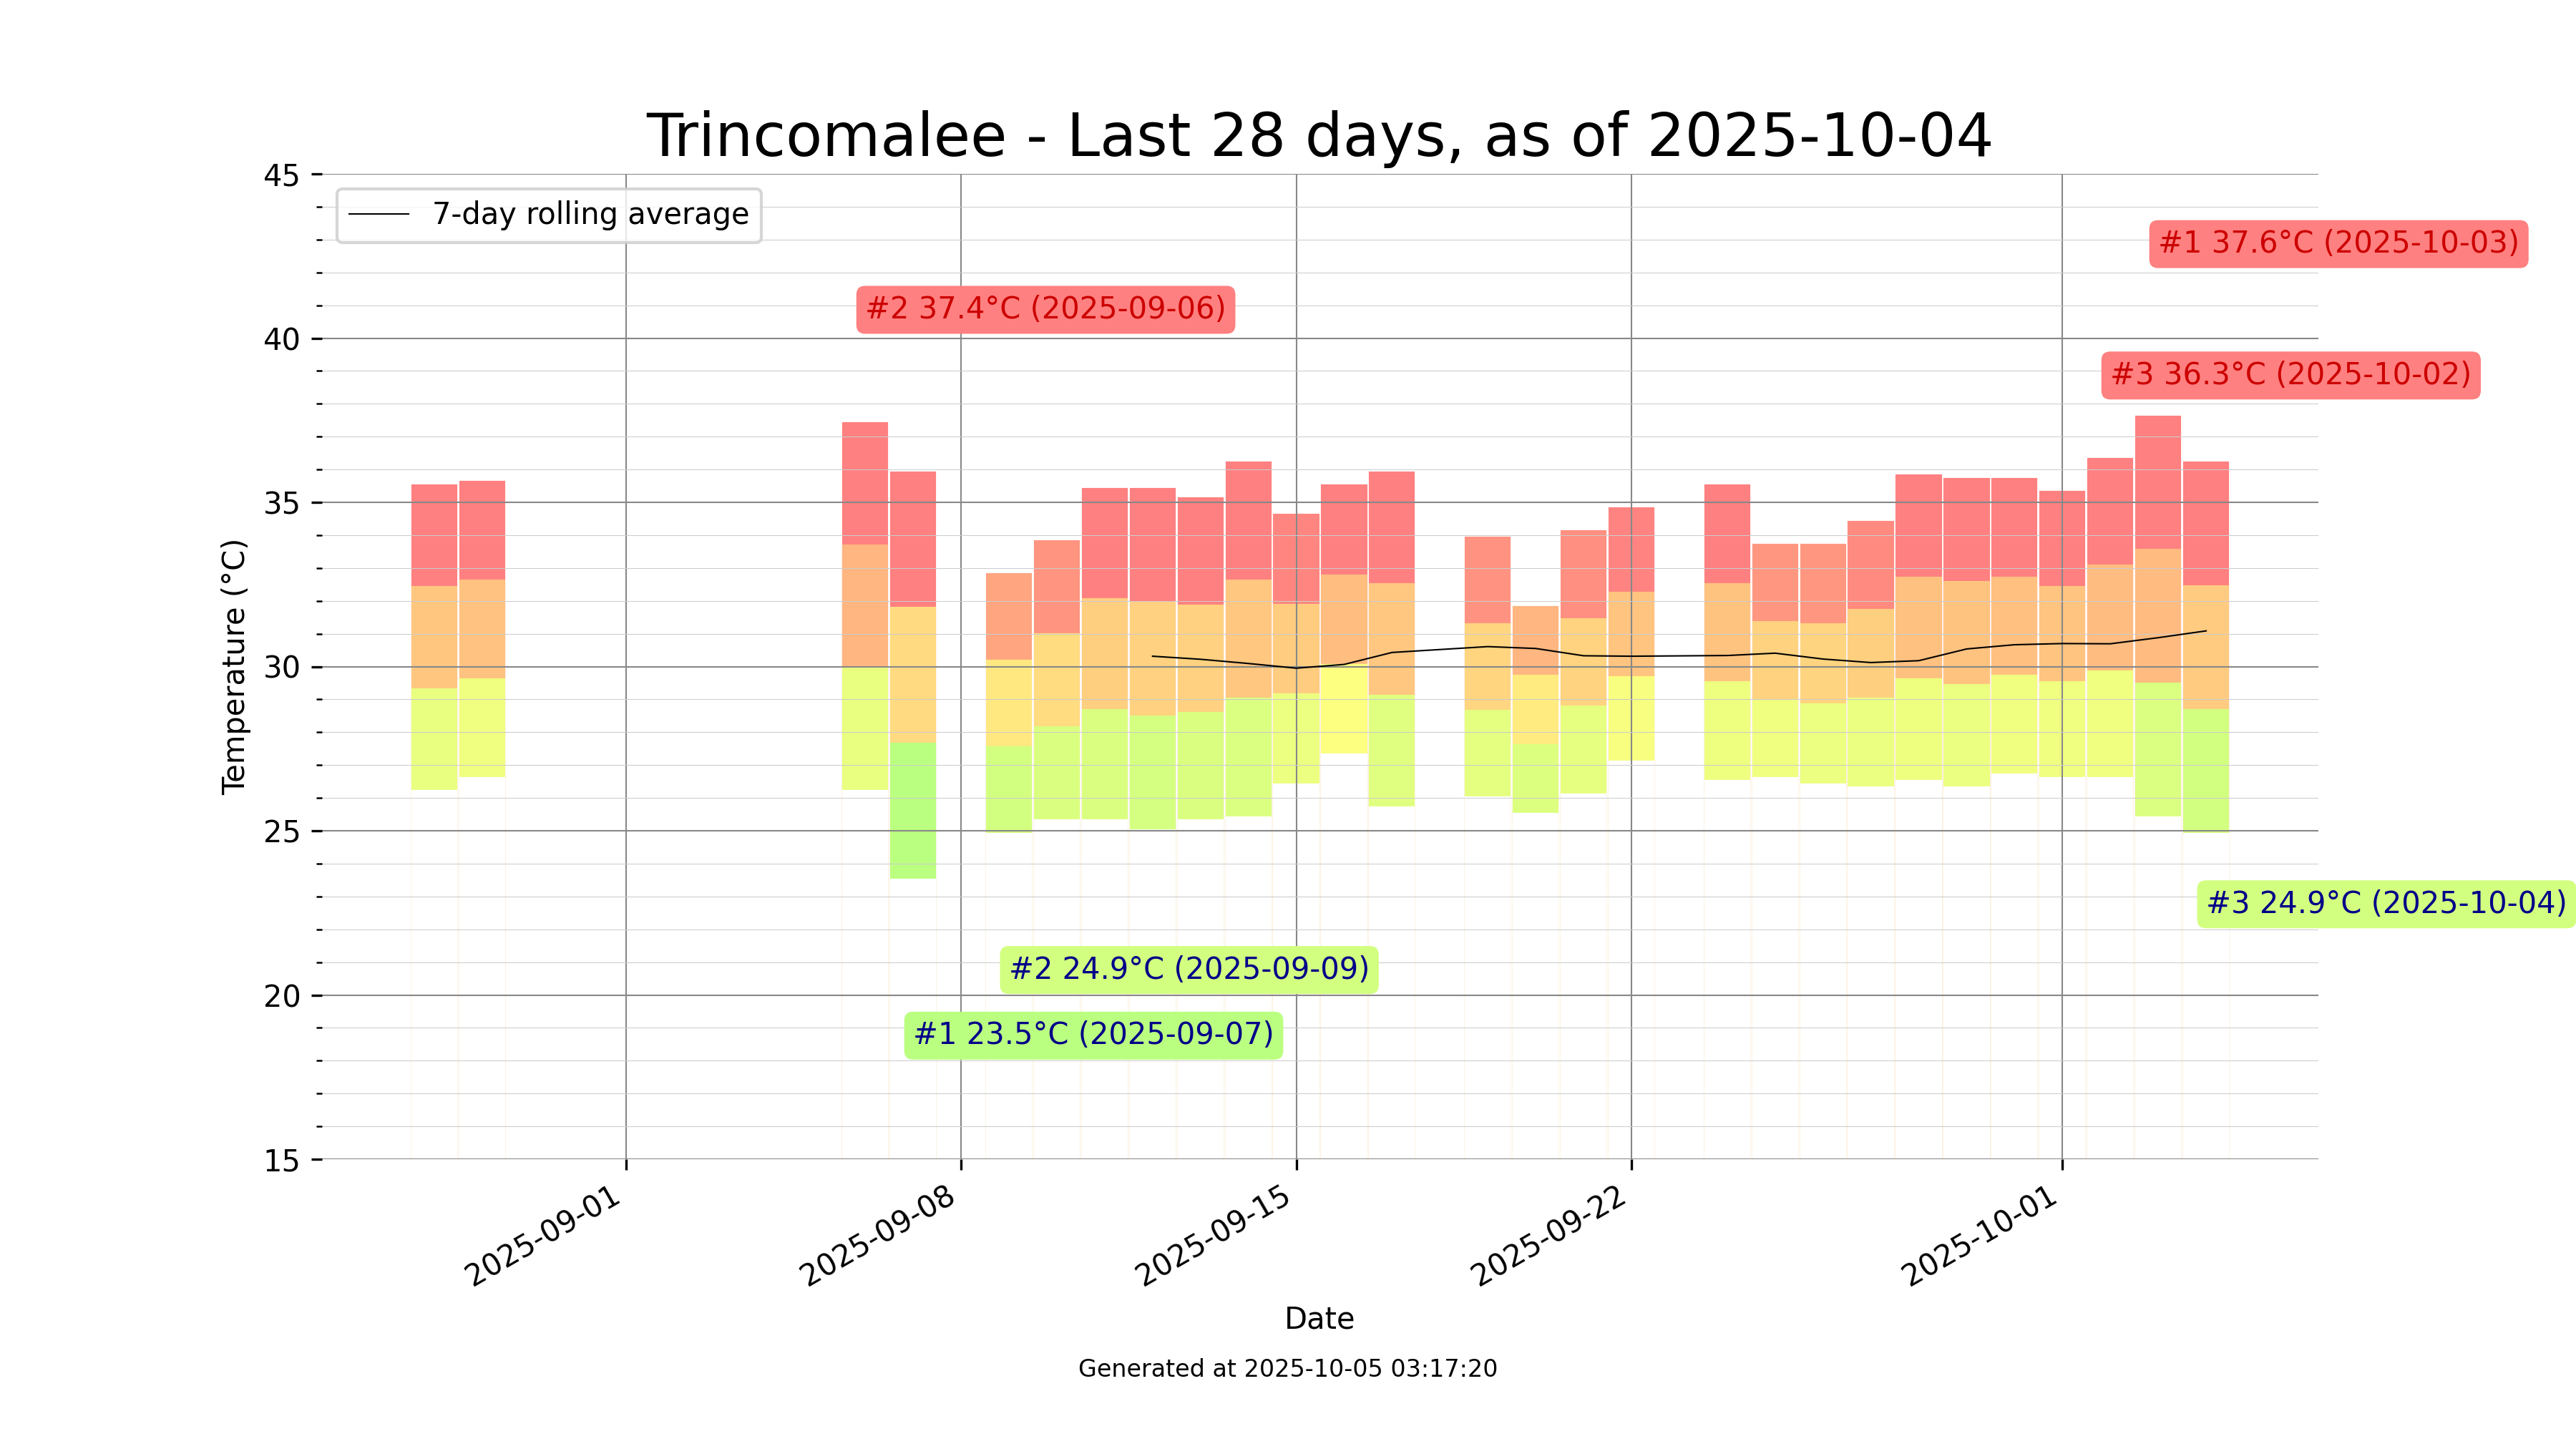 Trincomalee - Last 28 days, as of 2025-10-04
45
7-day rolling average
#1 37.6°C (2025-10-03)
#2 37.4°C (2025-09-06)
40
#3 36.3°C (2025-10-02)
35
Temperature (°C)
30
25
#3 24.9°C (2025-10-04)
#2 24.9°C (2025-09-09)
20
#1 23.5°C (2025-09-07)
15
2025-09-01
2025-09-08
2025-09-15
2025-09-22
2025-10-01
Date
Generated at 2025-10-05 03:17:20